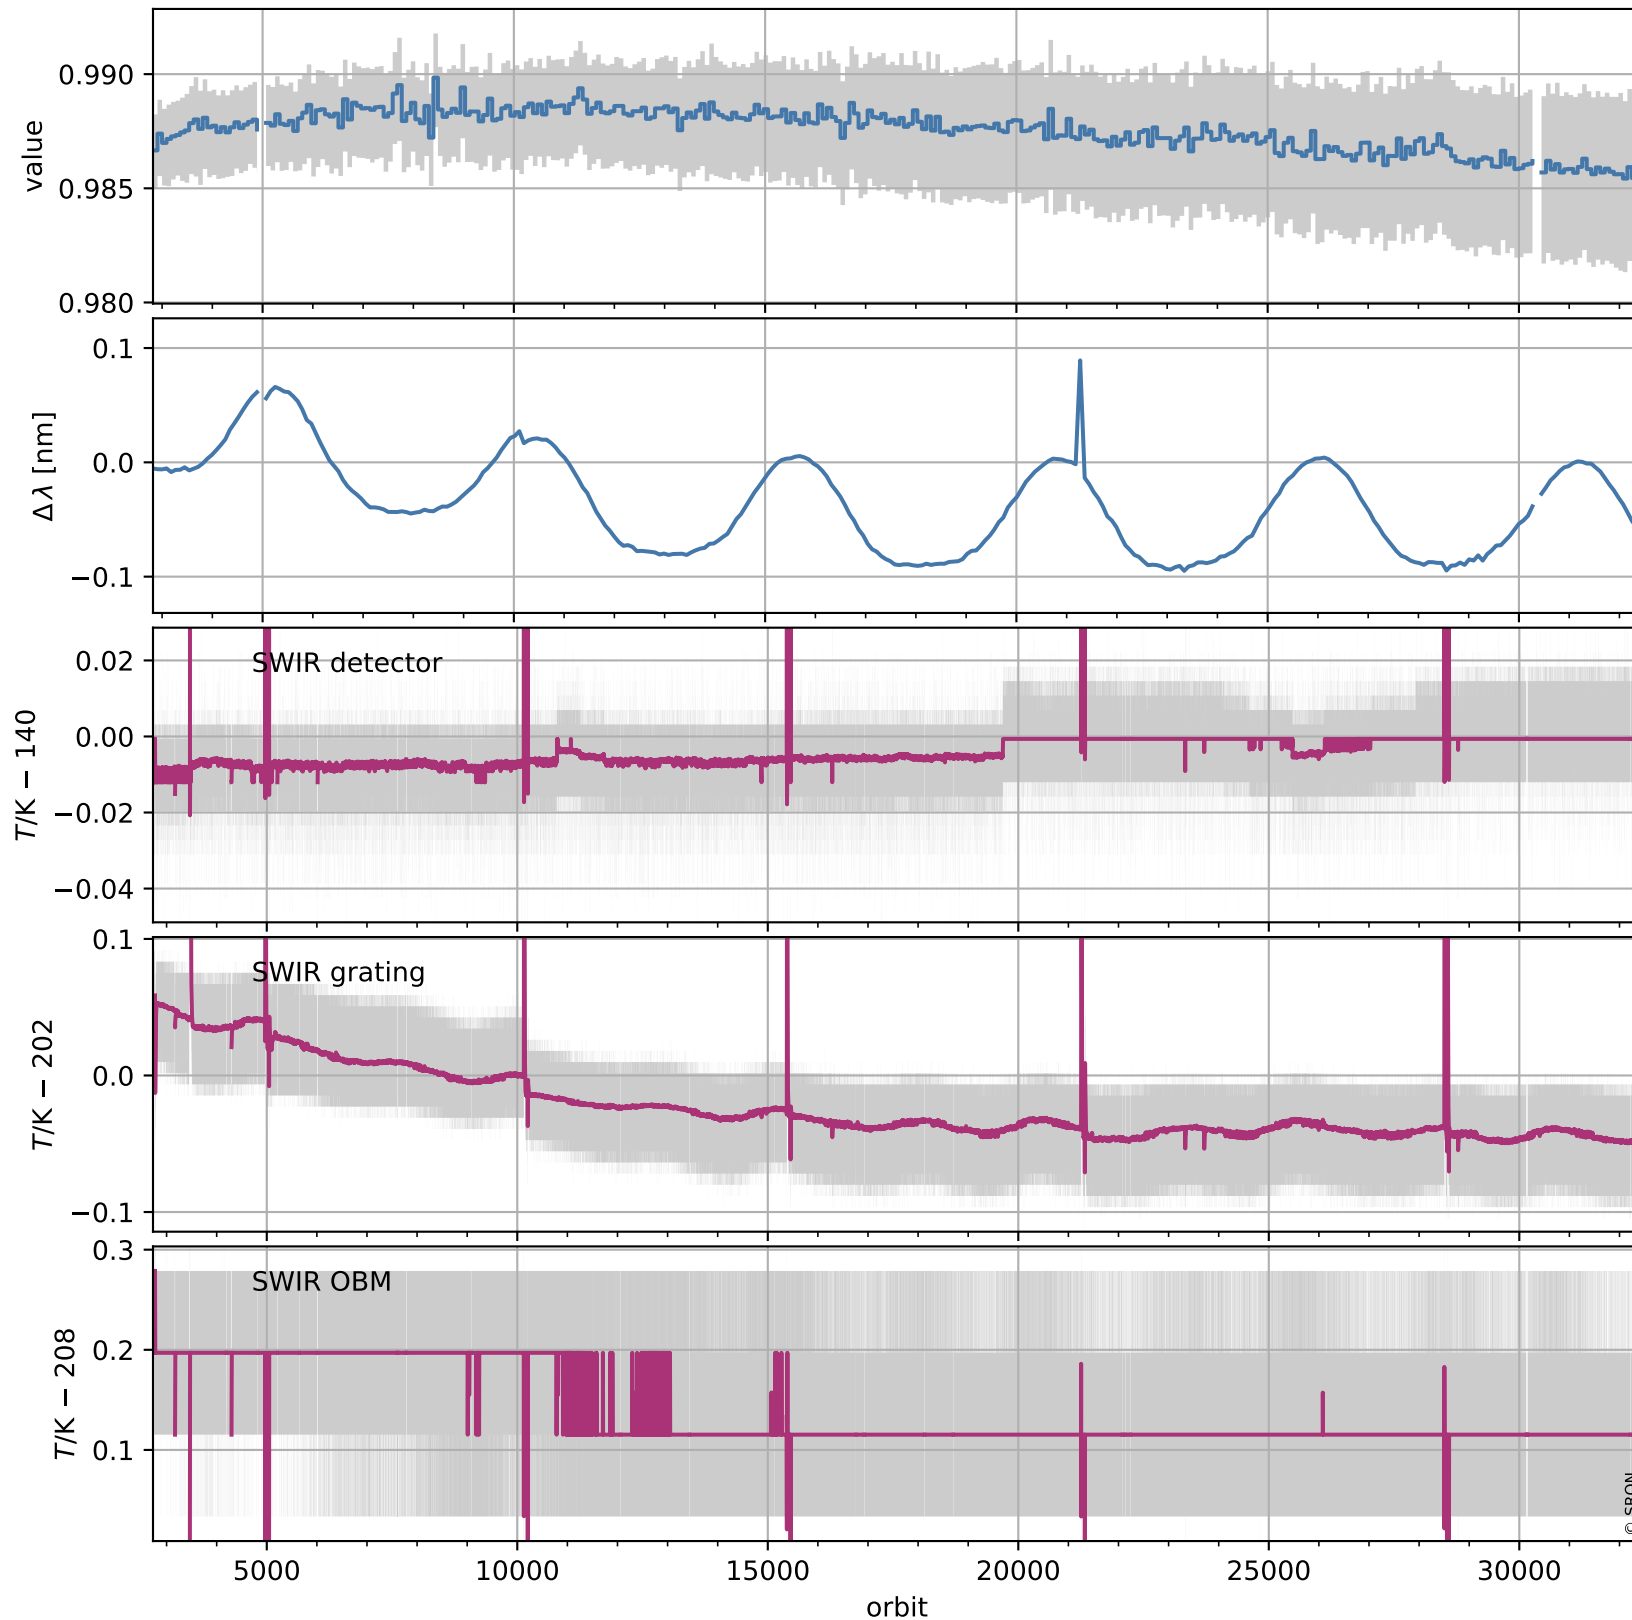 0.990
0.985
0.980
value
0.1
0.0
−0.1
Δλ [nm]
SWIR detector
0.02
0.00
−0.02
−0.04
T/K − 140
SWIR grating
0.1
0.0
−0.1
T/K − 202
SWIR OBM
0.3
0.2
0.1
T/K − 208
© SRON
5000 10000 15000 20000 25000 30000
orbit